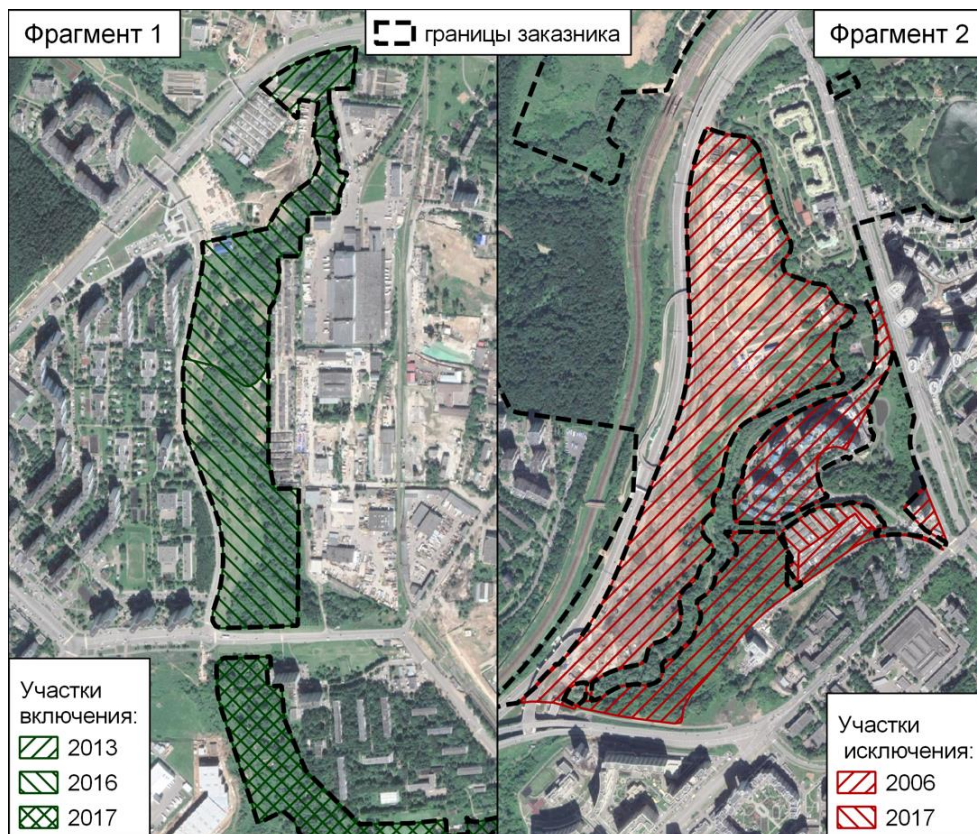 Фрагмент 1
границы заказника
Фрагмент 2
Участки
включения:
2013
2016
2017
Участки
исключения:
2006
2017